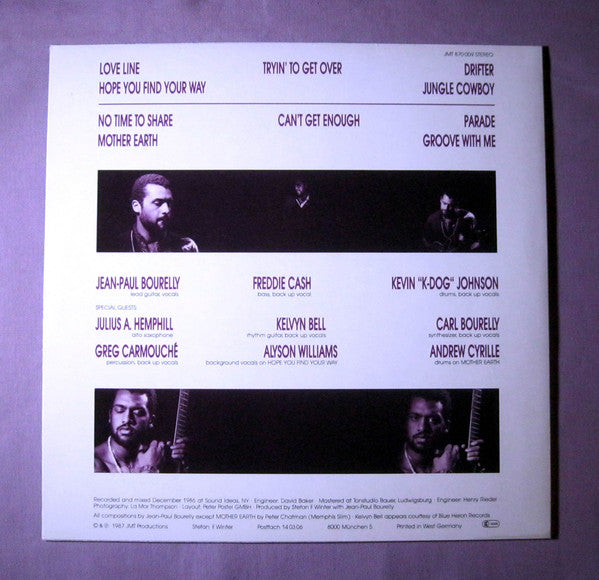 JMT 870 009 STEREO
LOVE LINE TRYIN' TO GET OVER DRIFTER
HOPE YOU FIND YOUR WAY JUNGLE COWBOY
NO TIME TO SHARE CAN'T GET ENOUGH PARADE
MOTHER EARTH GROOVE WITH ME
JEAN-PAUL BOURELLY FREDDIE CASH KEVIN "K-DOG" JOHNSON
lead guitar, vocals bass, back up vocal drums, back up vocals
SPECIAL GUESTS:
JULIUS A. HEMPHILL KELVYN BELL CARL BOURELLY
alto saxophone rhythm guitar, back up vocals synthesizer, back up vocals
GREG CARMOUCHÉ ALYSON WILLIAMS ANDREW CYRILLE
percussion, back up vocals background vocals on HOPE YOU FIND YOUR WAY drums on MOTHER EARTH
Recorded and mixed December 1986 at Sound Ideas, NY · Engineer: David Baker · Mastered at Tonstudio Bauer, Ludwigsburg · Engineer: Henry Rieder
Photography: La Mar Thompson · Layout: Peter Poster GMBH · Produced by Stefan F. Winter with Jean-Paul Bourelly
All compositions by Jean-Paul Bourelly except MOTHER EARTH by Peter Chatman (Memphis Slim) · Kelvyn Bell appears courtesy of Blue Heron Records
© & ℗ 1987 JMT Productions Stefan F. Winter Postfach 14 03 06 8000 München 5 Printed in West Germany